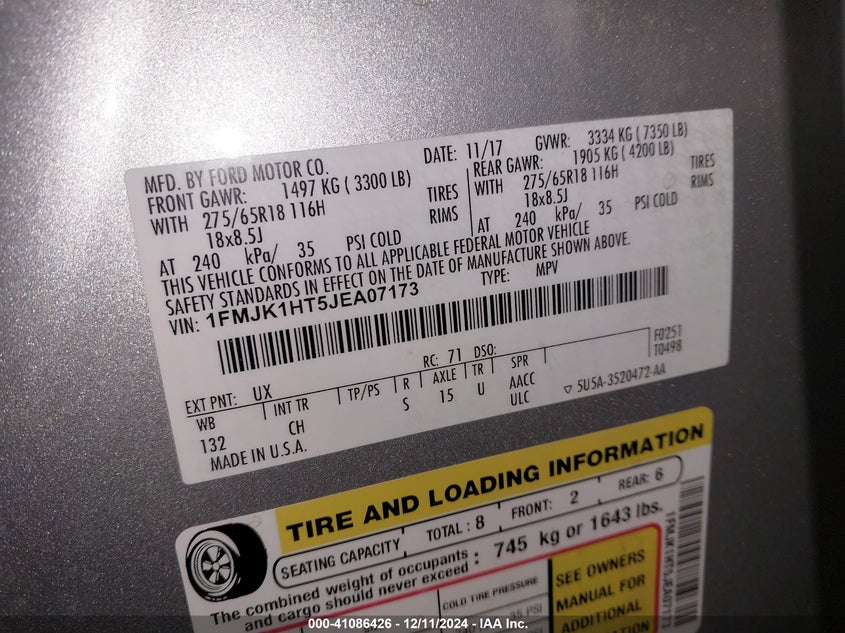 MFD. BY FORD MOTOR CO.
DATE: 11/17 GVWR: 3334 KG ( 7350 LB)
FRONT GAWR: 1497 KG ( 3300 LB)
WITH 275/65R18 116H TIRES
18x8.5J RIMS
AT 240 kPa/ 35 PSI COLD
REAR GAWR: 1905 KG ( 4200 LB)
WITH 275/65R18 116H TIRES
18x8.5J RIMS
AT 240 kPa/ 35 PSI COLD
THIS VEHICLE CONFORMS TO ALL APPLICABLE FEDERAL MOTOR VEHICLE
SAFETY STANDARDS IN EFFECT ON THE DATE OF MANUFACTURE SHOWN ABOVE.
VIN: 1FMJK1HT5JEA07173 TYPE: MPV
F0251
T0498
EXT PNT: UX RC: 71 DSO:
WB INT TR TP/PS R AXLE TR SPR
132 CH S 15 U AACC
ULC
▽ 5U5A-3520472-AA
MADE IN U.S.A.
TIRE AND LOADING INFORMATION
SEATING CAPACITY TOTAL : 8 FRONT: 2 REAR: 6
The combined weight of occupants
and cargo should never exceed : 745 kg or 1643 lbs.
COLD TIRE PRESSURE
35 PSI
SEE OWNERS
MANUAL FOR
ADDITIONAL
1FMJK1HT5JEA07173
000-41086426 - 12/11/2024 - IAA Inc.